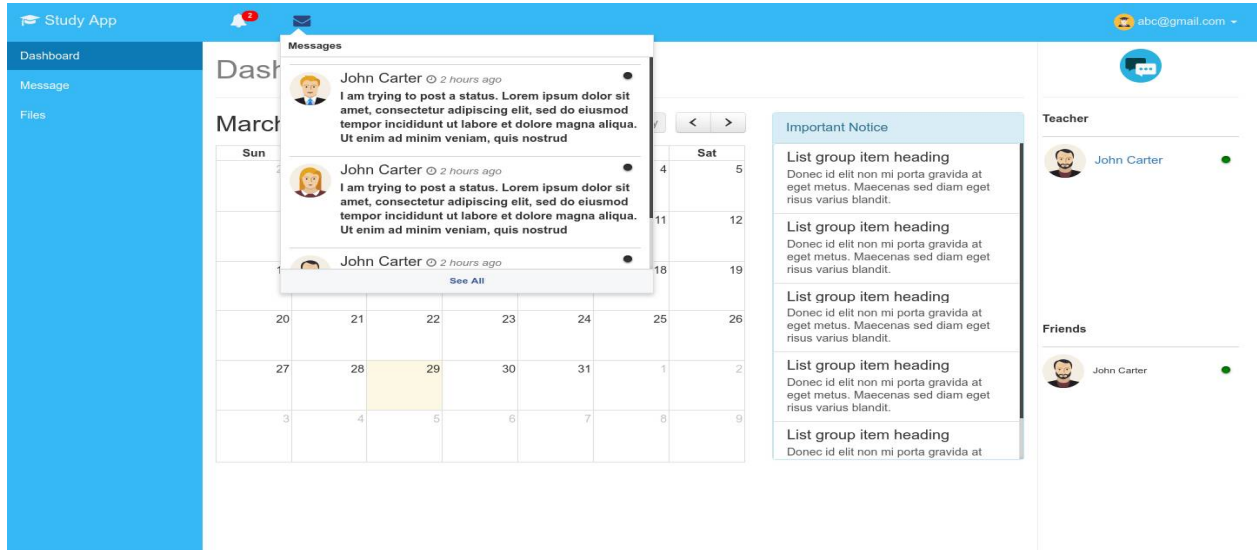 Study App
2
abc@gmail.com
Dashboard
Message
Files
Messages
John Carter 2 hours ago
I am trying to post a status. Lorem ipsum dolor sit
amet, consectetur adipiscing elit, sed do eiusmod
tempor incididunt ut labore et dolore magna aliqua.
Ut enim ad minim veniam, quis nostrud
John Carter 2 hours ago
I am trying to post a status. Lorem ipsum dolor sit
amet, consectetur adipiscing elit, sed do eiusmod
tempor incididunt ut labore et dolore magna aliqua.
Ut enim ad minim veniam, quis nostrud
John Carter 2 hours ago
See All
Dash
March
< >
Sun Sat
4 5
11 12
18 19
20 21 22 23 24 25 26
27 28 29 30 31 1 2
3 4 5 6 7 8 9
Important Notice
List group item heading
Donec id elit non mi porta gravida at
eget metus. Maecenas sed diam eget
risus varius blandit.
List group item heading
Donec id elit non mi porta gravida at
eget metus. Maecenas sed diam eget
risus varius blandit.
List group item heading
Donec id elit non mi porta gravida at
eget metus. Maecenas sed diam eget
risus varius blandit.
List group item heading
Donec id elit non mi porta gravida at
eget metus. Maecenas sed diam eget
risus varius blandit.
List group item heading
Donec id elit non mi porta gravida at
Teacher
John Carter
Friends
John Carter